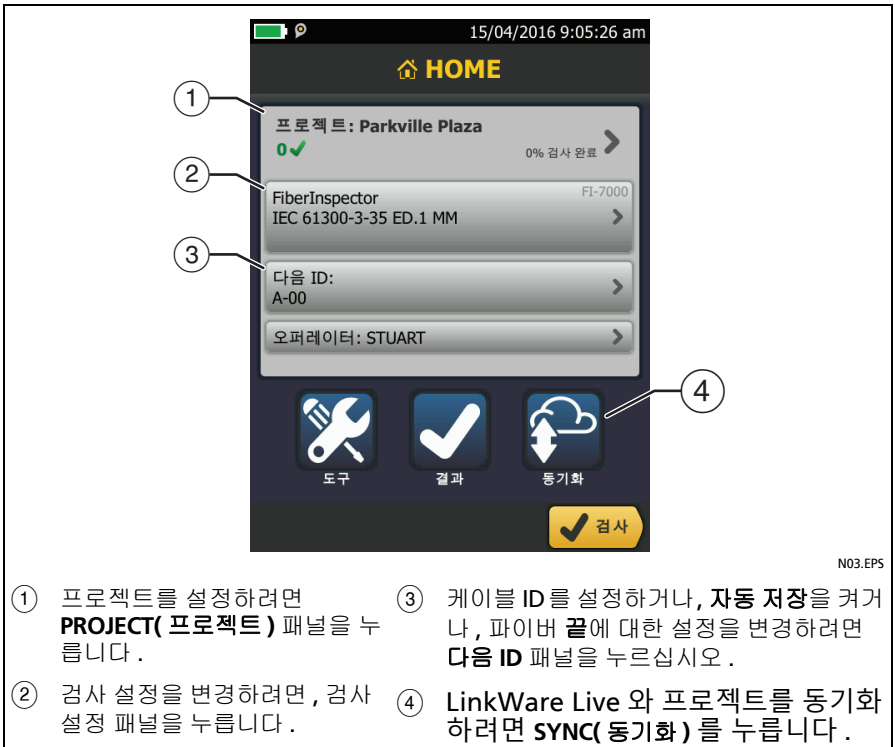 15/04/2016 9:05:26 am
HOME
1
프로젝트: Parkville Plaza
0
0% 검사 완료
2
FiberInspector
FI-7000
IEC 61300-3-35 ED.1 MM
3
다음 ID:
A-00
오퍼레이터: STUART
4
도구
결과
동기화
검사
N03.EPS
1 프로젝트를 설정하려면
PROJECT( 프로젝트 ) 패널을 누
릅니다 .
2 검사 설정을 변경하려면 , 검사
설정 패널을 누릅니다 .
3 케이블 ID 를 설정하거나 , 자동 저장을 켜거
나 , 파이버 끝에 대한 설정을 변경하려면
다음 ID 패널을 누르십시오 .
4 LinkWare Live 와 프로젝트를 동기화
하려면 SYNC( 동기화 ) 를 누릅니다 .